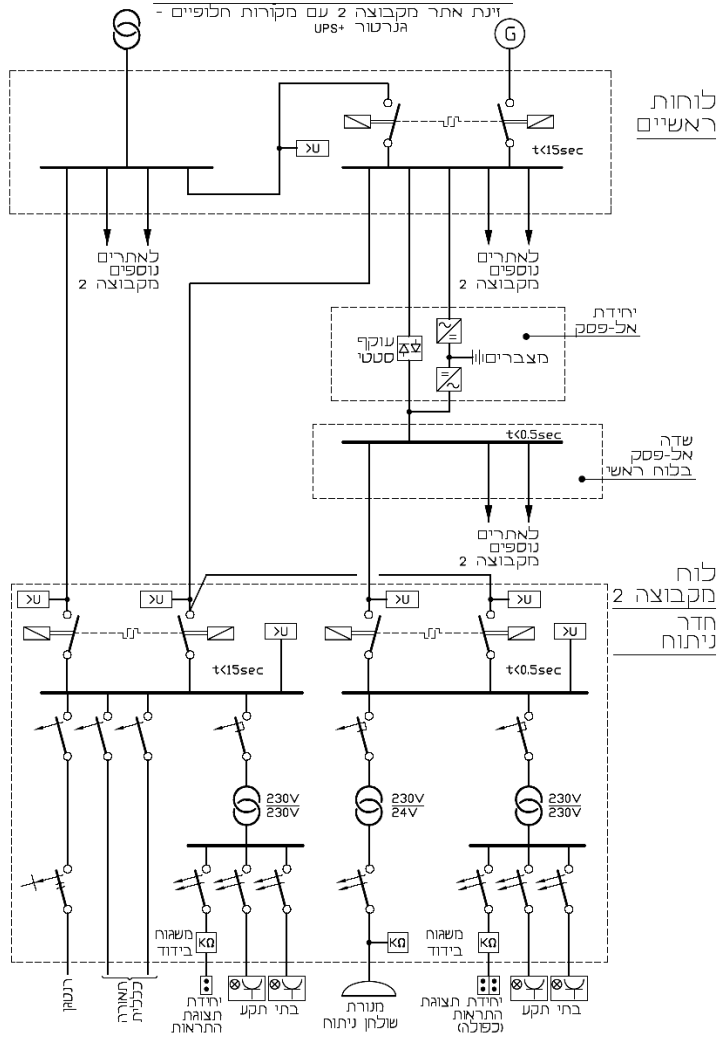 זינת אתר מקבוצה 2 עם מקורות חלופיים -
גנרטור +UPS
G
לוחות
ראשיים
>U
t<15sec
לאתרים
נוספים
מקבוצה 2
לאתרים
נוספים
מקבוצה 2
יחידת
אל-פסק
עוקף
סטטי
מצברים
t<0.5sec
שדה
אל-פסק
בלוח ראשי
לאתרים
נוספים
מקבוצה 2
לוח
מקבוצה 2
חדר
ניתוח
>U
>U
>U
>U
>U
>U
t<15sec
t<0.5sec
230V
230V
230V
24V
230V
230V
משגוח
בידוד
KΩ
KΩ
משגוח
בידוד
KΩ
רנטגן
תאורה
כללית
יחידת
תצוגת
התראות
תקע
בתי
מנורת
שולחן ניתוח
יחידת תצוגת
התראות
(כפולה)
תקע
בתי